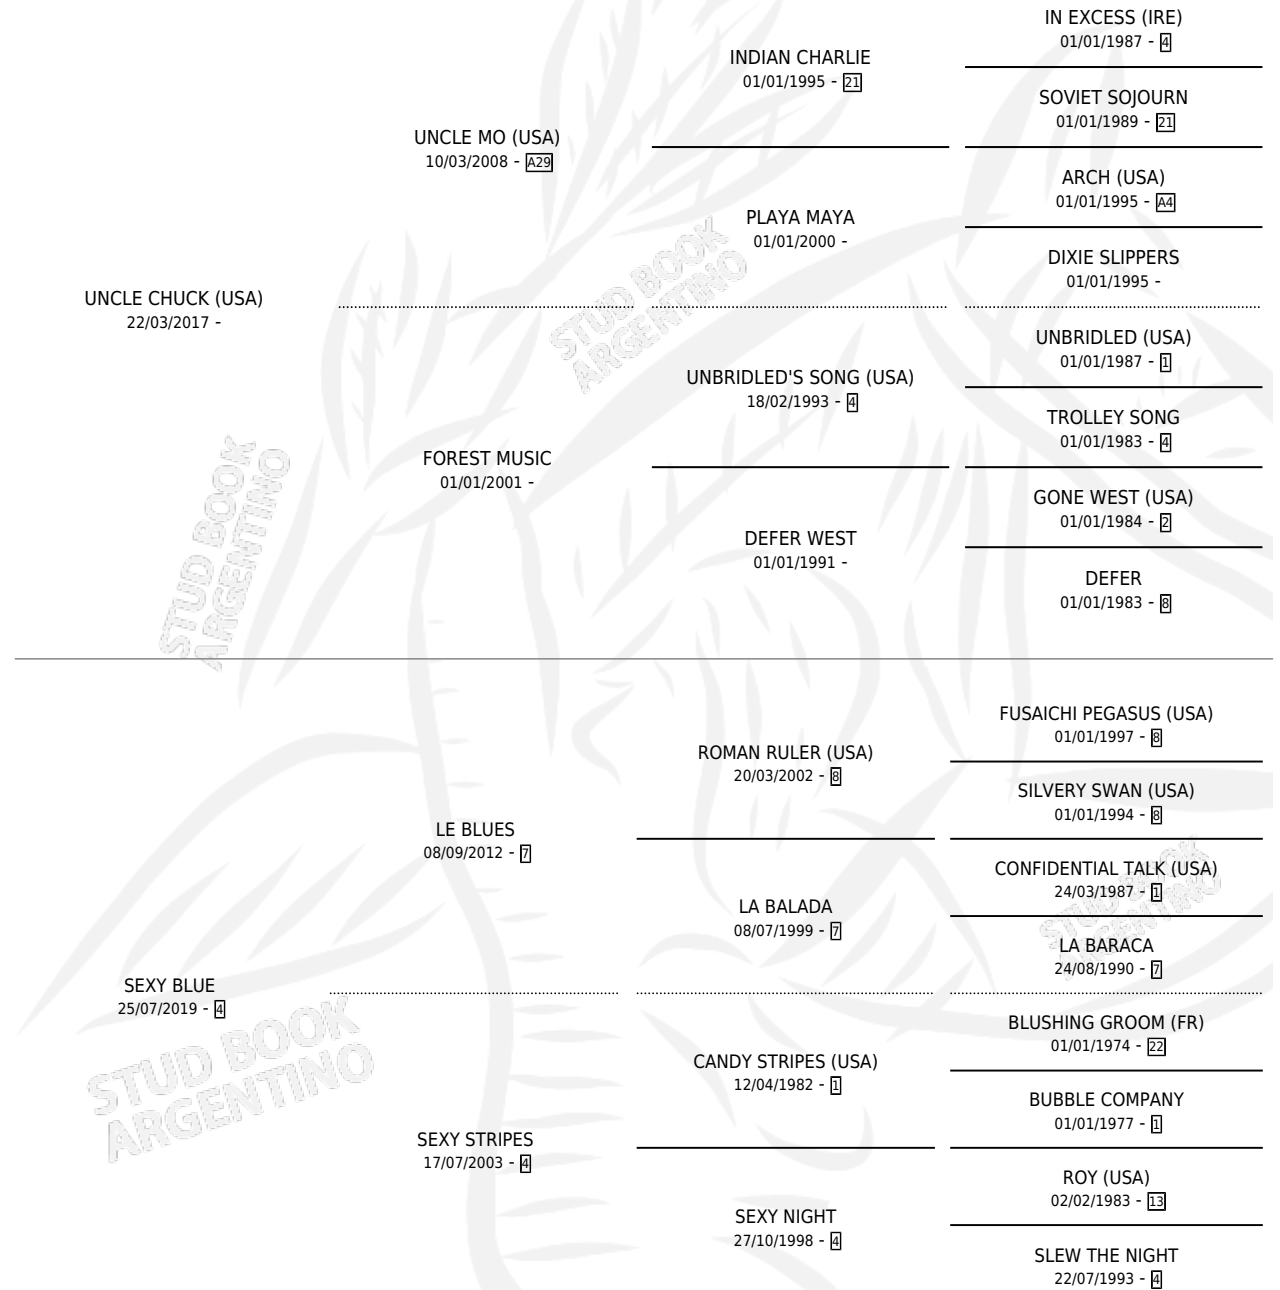 IN EXCESS (IRE)
01/01/1987 - 4
INDIAN CHARLIE
01/01/1995 - 21
SOVIET SOJOURN
01/01/1989 - 21
UNCLE MO (USA)
10/03/2008 - A29
ARCH (USA)
01/01/1995 - A4
PLAYA MAYA
01/01/2000 -
DIXIE SLIPPERS
01/01/1995 -
UNCLE CHUCK (USA)
22/03/2017 -
UNBRIDLED (USA)
01/01/1987 - 1
UNBRIDLED'S SONG (USA)
18/02/1993 - 4
TROLLEY SONG
01/01/1983 - 4
FOREST MUSIC
01/01/2001 -
GONE WEST (USA)
01/01/1984 - 2
DEFER WEST
01/01/1991 -
DEFER
01/01/1983 - 8
FUSAICHI PEGASUS (USA)
01/01/1997 - 8
ROMAN RULER (USA)
20/03/2002 - 8
SILVERY SWAN (USA)
01/01/1994 - 8
LE BLUES
08/09/2012 - 7
CONFIDENTIAL TALK (USA)
24/03/1987 - 1
LA BALADA
08/07/1999 - 7
LA BARACA
24/08/1990 - 7
SEXY BLUE
25/07/2019 - 4
BLUSHING GROOM (FR)
01/01/1974 - 22
CANDY STRIPES (USA)
12/04/1982 - 1
BUBBLE COMPANY
01/01/1977 - 1
SEXY STRIPES
17/07/2003 - 4
ROY (USA)
02/02/1983 - 13
SEXY NIGHT
27/10/1998 - 4
SLEW THE NIGHT
22/07/1993 - 4
STUD BOOK
ARGENTINO
STUD BOOK
ARGENTINO
STUD BOOK
ARGENTINO
STUD BOOK
ARGENTINO